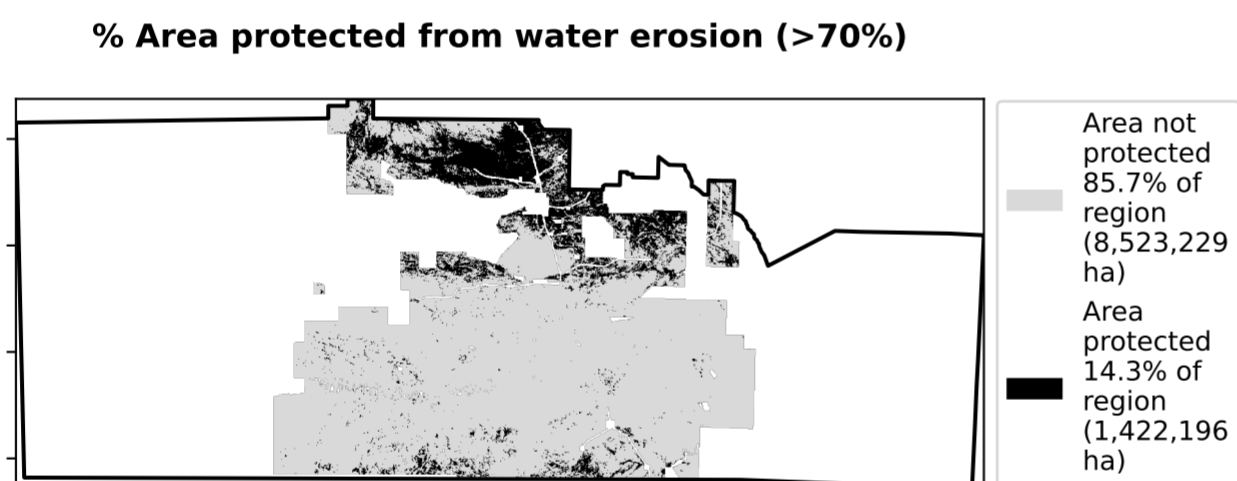 % Area protected from water erosion (>70%)
Area not
protected
85.7% of
region
(8,523,229
ha)
Area
protected
14.3% of
region
(1,422,196
ha)